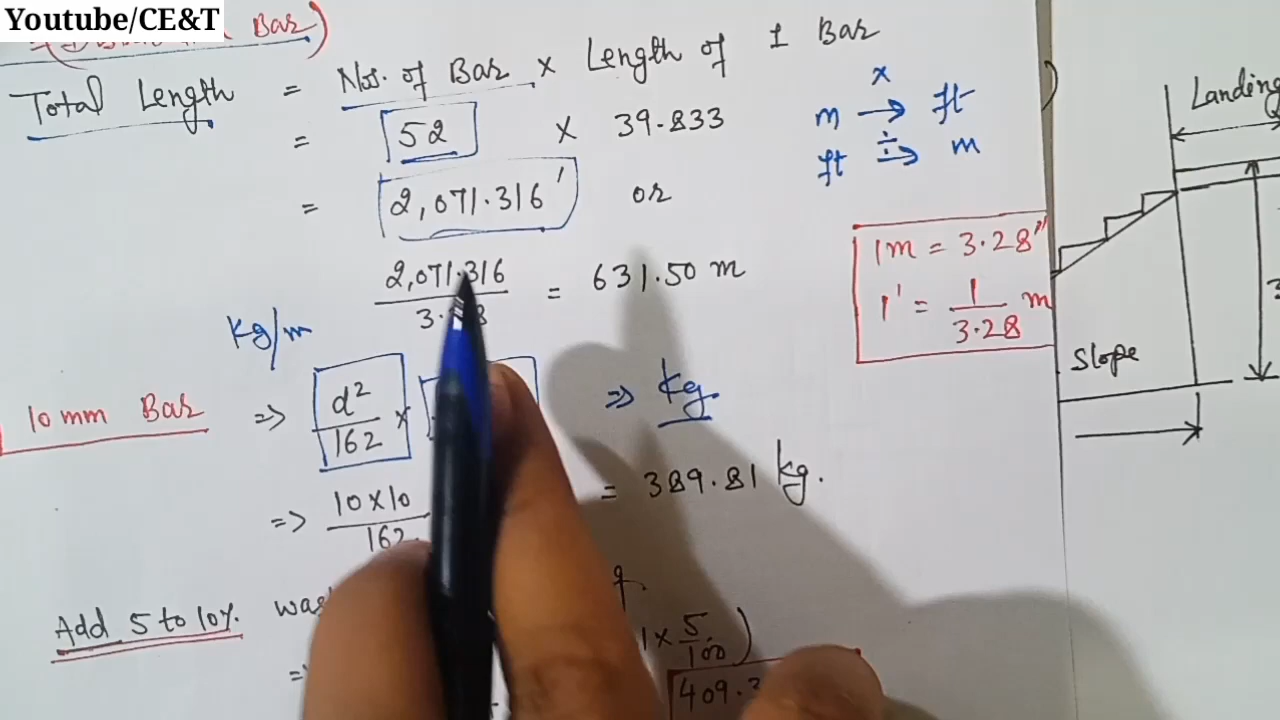 Youtube/CE&T
Bar)
Total Length = Nos. of Bar x Length of 1 Bar
= 52 x 39.833
= 2,071.316' or
2,071.316 = 631.50 m
m x → ft
ft ÷ → m
1m = 3.28"
1' = 1/3.28 m
Landing
Slope
Kg/m
10mm Bar => d²/162 x => Kg.
=> 10x10/162 = 389.81 kg.
Add 5 to 10%.
x 5/100)
=>
409.3